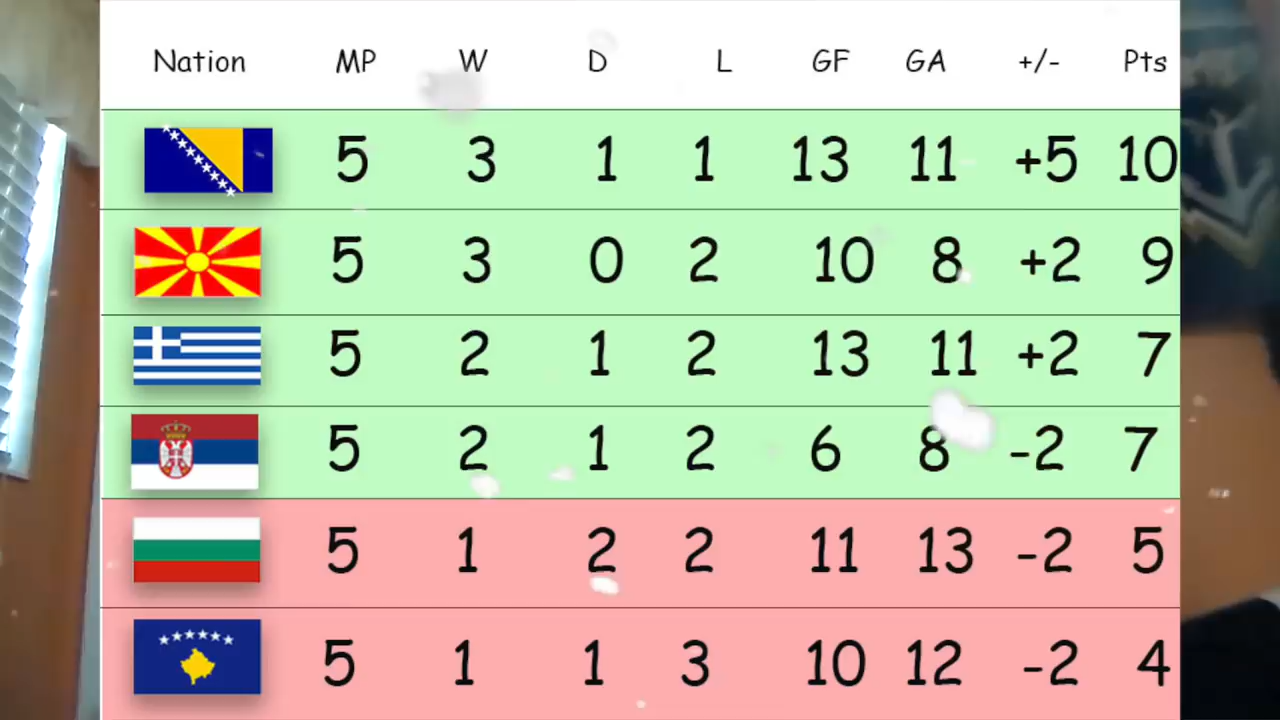 Nation MP W D L GF GA +/- Pts
5 3 1 1 13 11 +5 10
5 3 0 2 10 8 +2 9
5 2 1 2 13 11 +2 7
5 2 1 2 6 8 -2 7
5 1 2 2 11 13 -2 5
5 1 1 3 10 12 -2 4